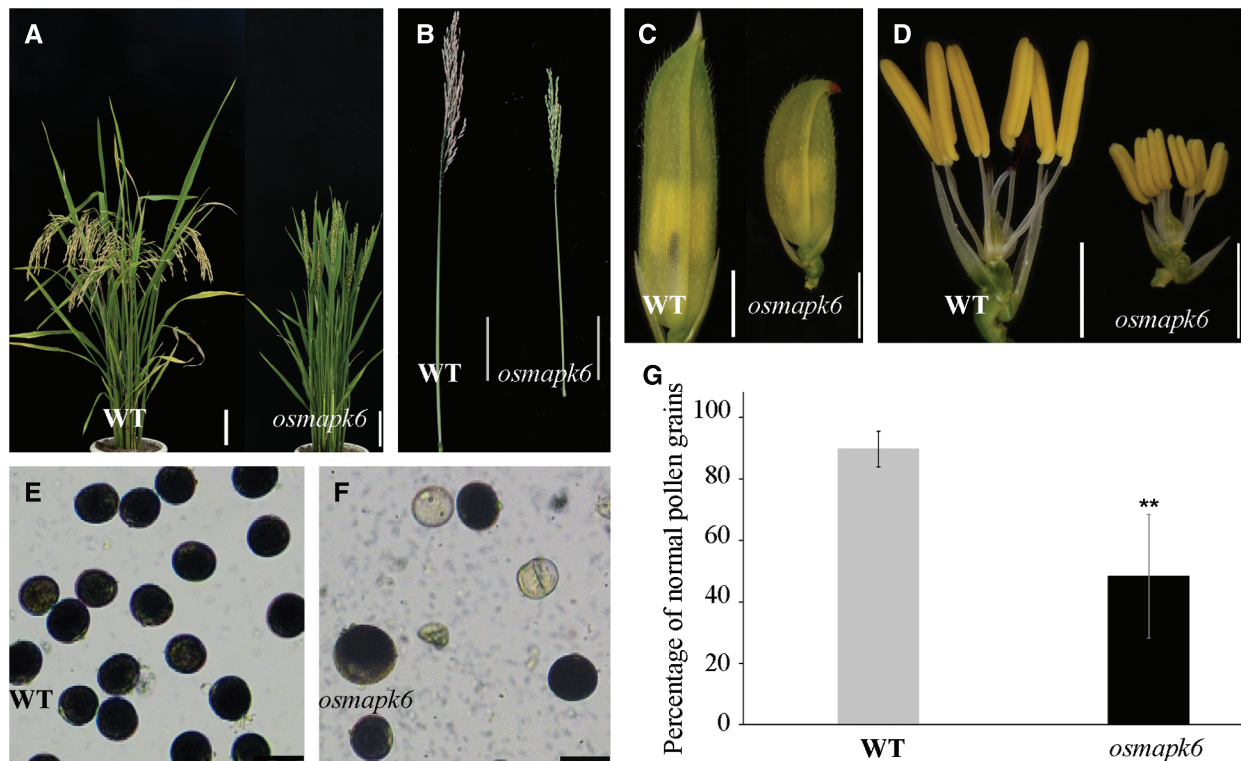 A
WT
osmapk6
B
WT
osmapk6
C
WT
osmapk6
D
WT
osmapk6
E
WT
F
osmapk6
G
Percentage of normal pollen grains
100
80
60
40
20
0
**
WT
osmapk6